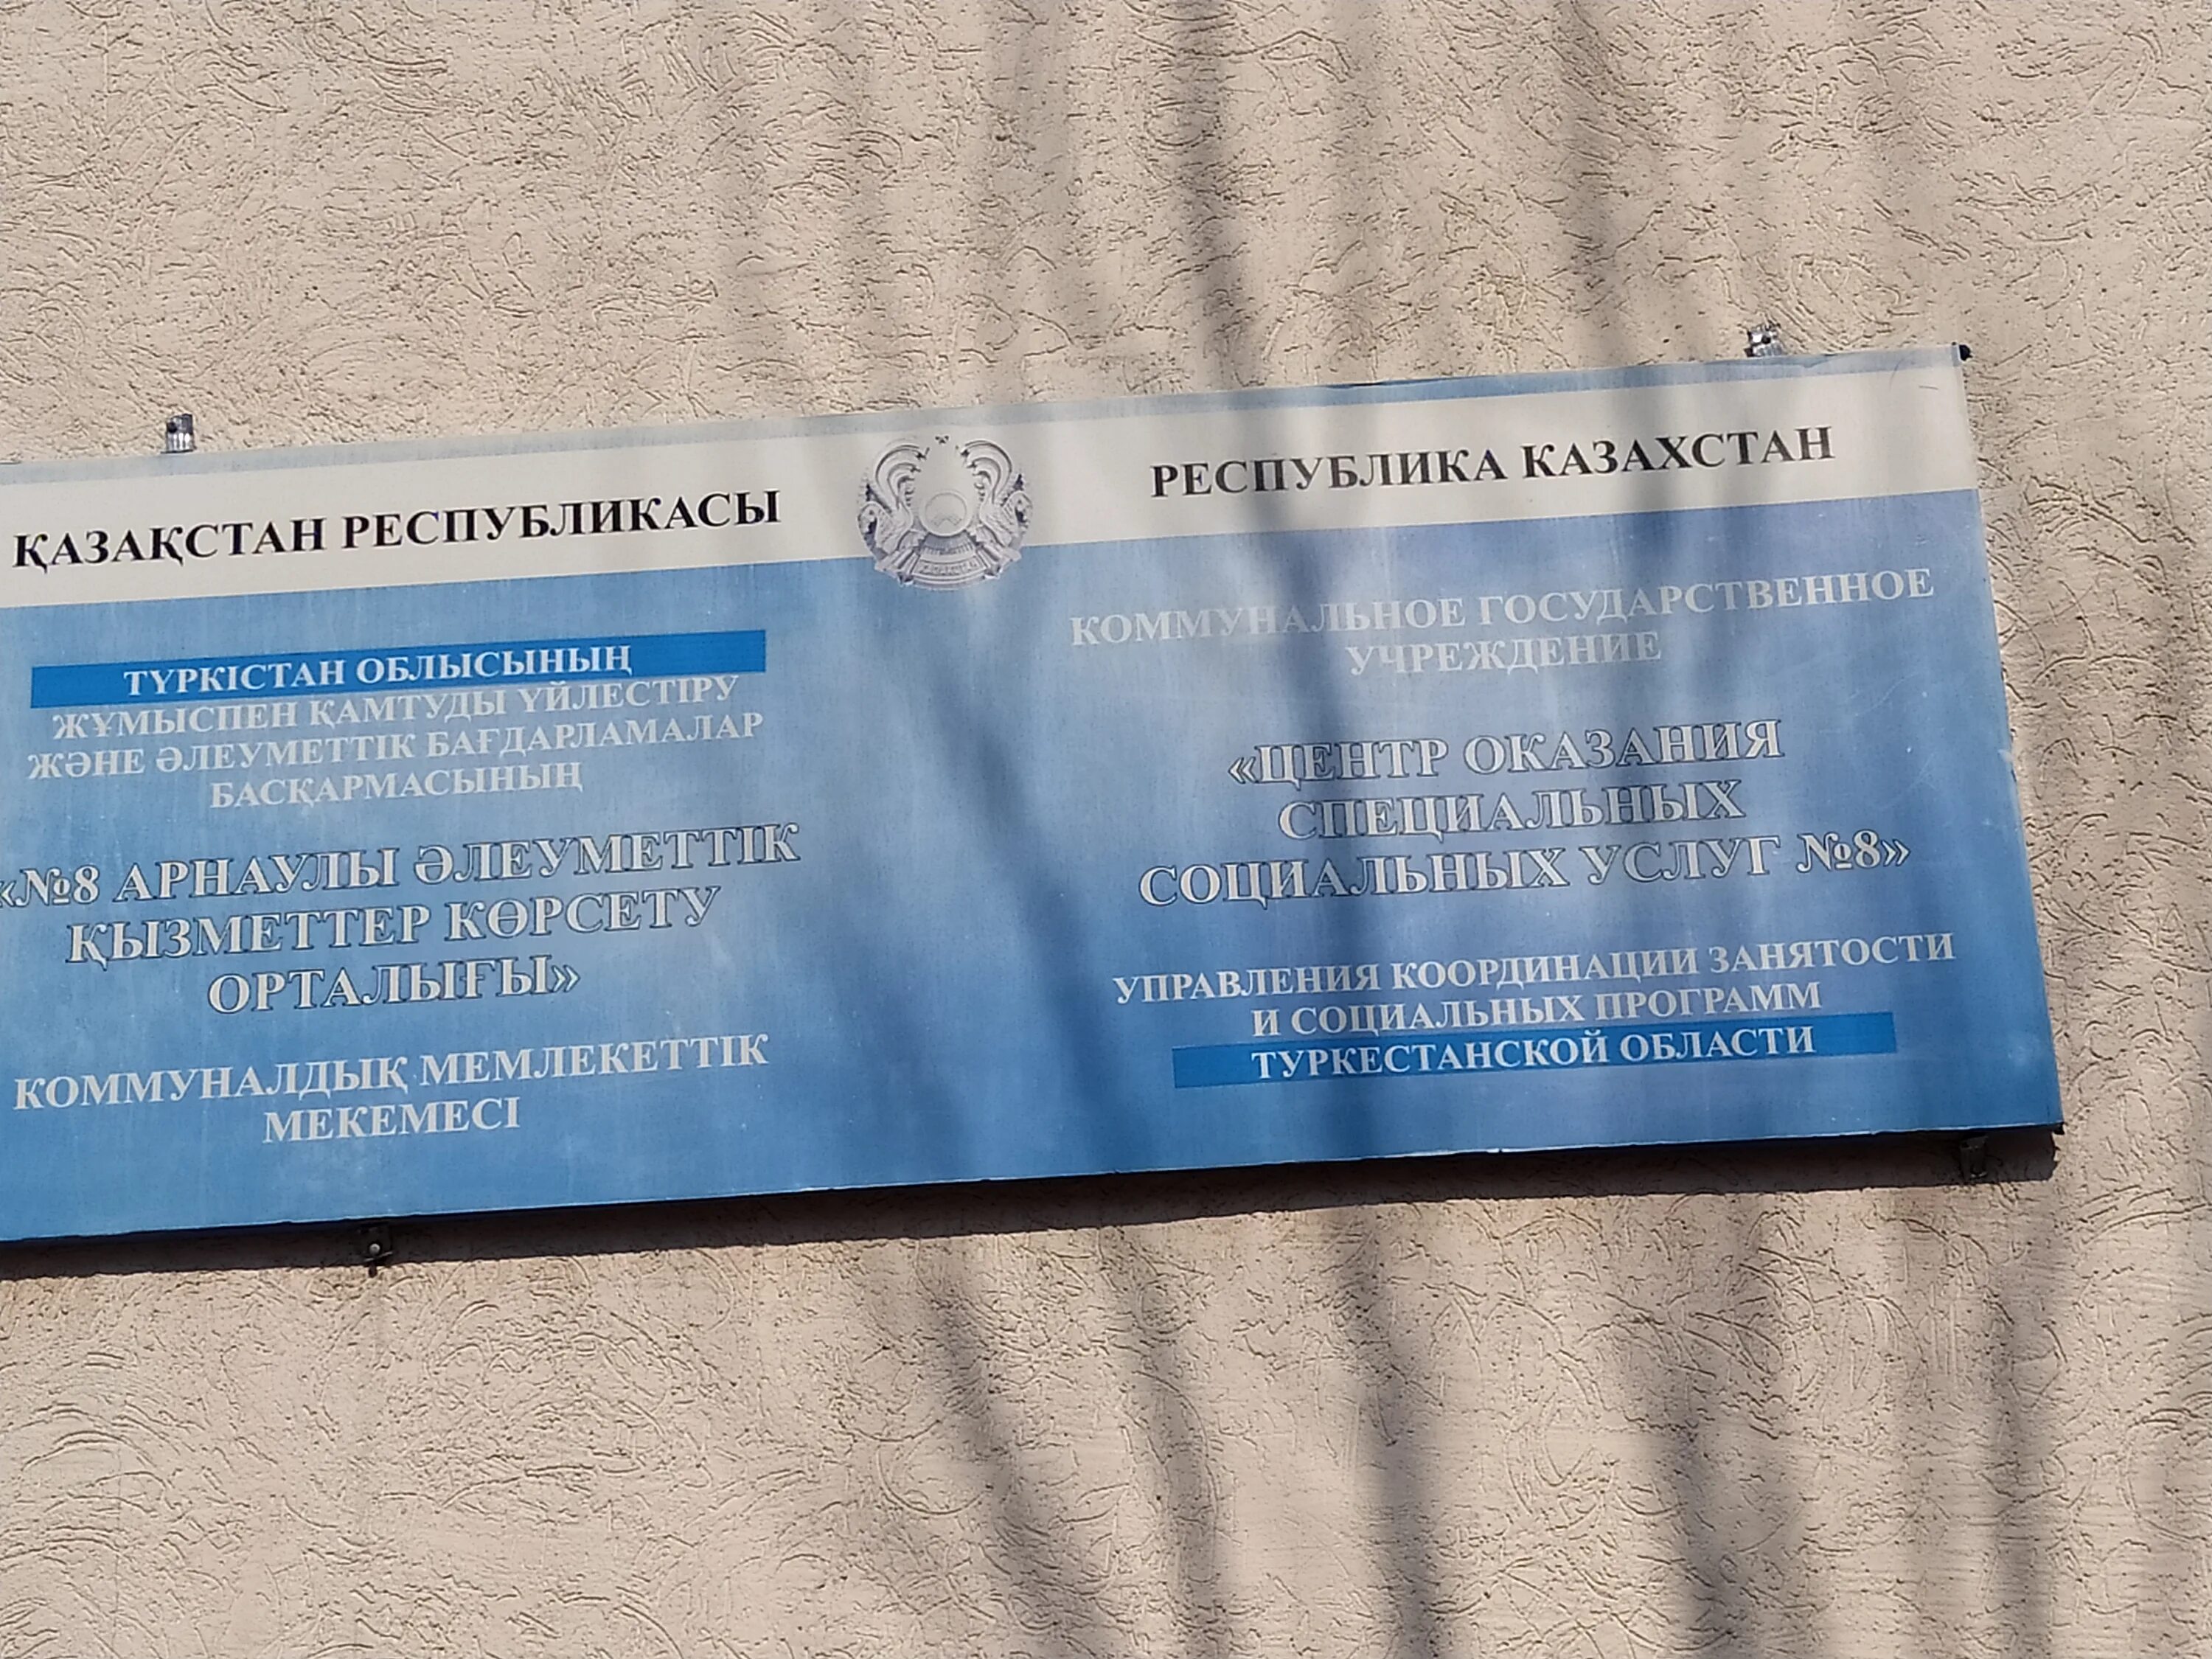 ҚАЗАҚСТАН РЕСПУБЛИКАСЫ
ТҮРКІСТАН ОБЛЫСЫНЫҢ
ЖҰМЫСПЕН ҚАМТУДЫ ҮЙЛЕСТІРУ
ЖӘНЕ ӘЛЕУМЕТТІК БАҒДАРЛАМАЛАР
БАСҚАРМАСЫНЫҢ
«№8 АРНАУЛЫ ӘЛЕУМЕТТІК
ҚЫЗМЕТТЕР КӨРСЕТУ
ОРТАЛЫҒЫ»
КОММУНАЛДЫҚ МЕМЛЕКЕТТІК
МЕКЕМЕСІ
РЕСПУБЛИКА КАЗАХСТАН
КОММУНАЛЬНОЕ ГОСУДАРСТВЕННОЕ
УЧРЕЖДЕНИЕ
«ЦЕНТР ОКАЗАНИЯ
СПЕЦИАЛЬНЫХ
СОЦИАЛЬНЫХ УСЛУГ №8»
УПРАВЛЕНИЯ КООРДИНАЦИИ ЗАНЯТОСТИ
И СОЦИАЛЬНЫХ ПРОГРАММ
ТУРКЕСТАНСКОЙ ОБЛАСТИ